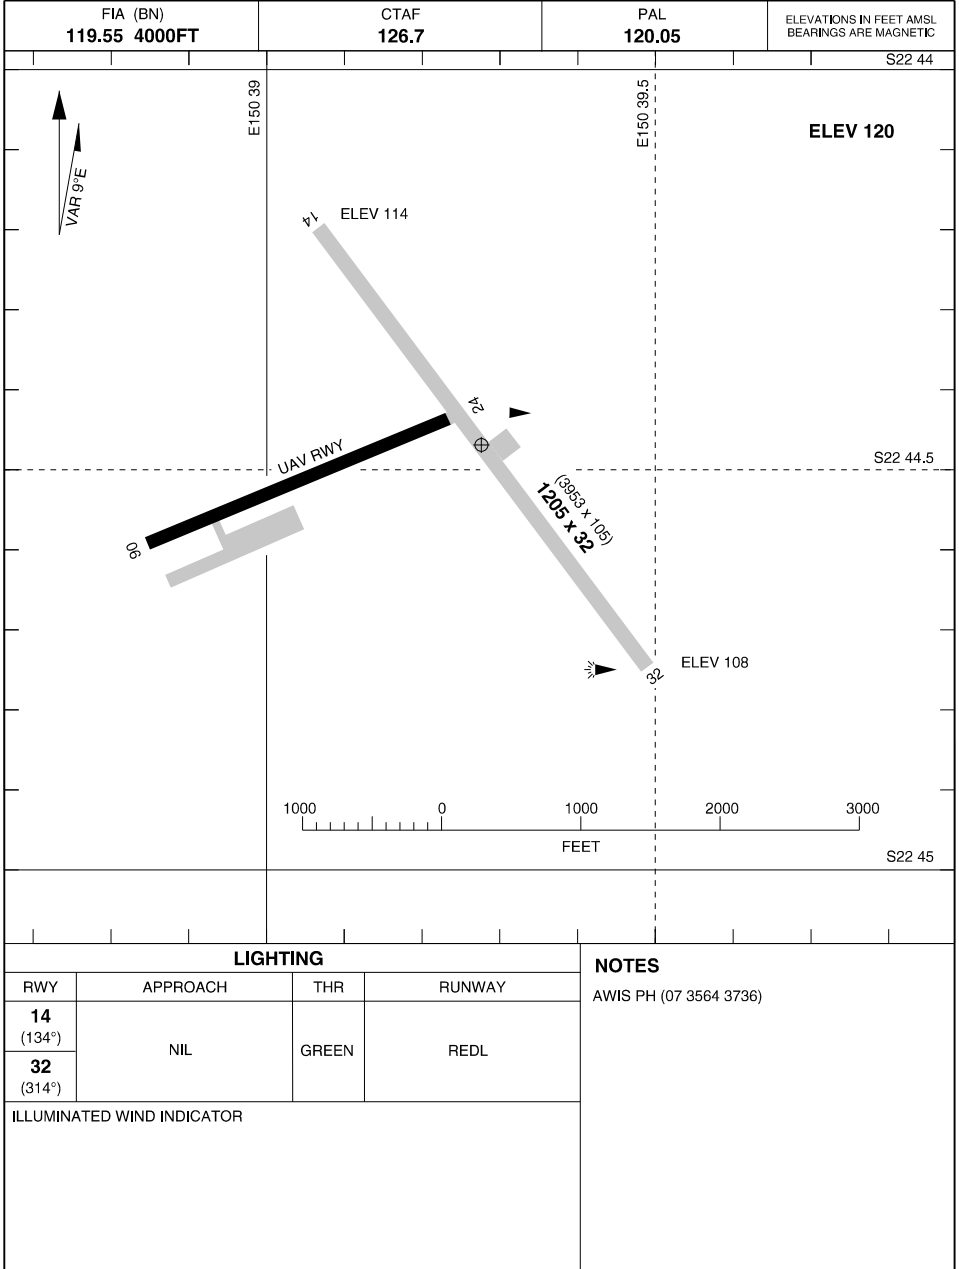 FIA (BN)
119.55 4000FT
CTAF
126.7
PAL
120.05
ELEVATIONS IN FEET AMSL
BEARINGS ARE MAGNETIC
S22 44
E150 39
E150 39.5
ELEV 120
VAR 9°E
14
ELEV 114
24
UAV RWY
S22 44.5
(3953 x 105)
1205 x 32
06
ELEV 108
32
1000 0 1000 2000 3000
FEET
S22 45
LIGHTING
RWY APPROACH THR RUNWAY
14
(134°)
NIL GREEN REDL
32
(314°)
ILLUMINATED WIND INDICATOR
NOTES
AWIS PH (07 3564 3736)